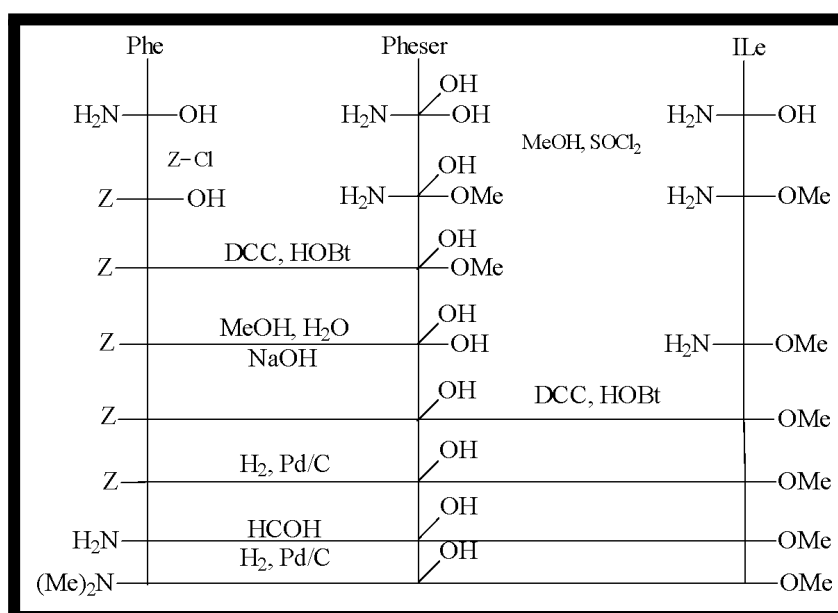 Phe Pheser ILe
OH
H₂N OH H₂N OH MeOH, SOCl₂ H₂N OH
Z-Cl
OH
Z OH H₂N OMe H₂N OMe
DCC, HOBt OH
Z OMe
MeOH, H₂O OH
Z OH H₂N OMe
NaOH
OH DCC, HOBt
Z OMe
H₂, Pd/C OH
Z OMe
HCOH OH
H₂N OMe
H₂, Pd/C OH
(Me)₂N OMe